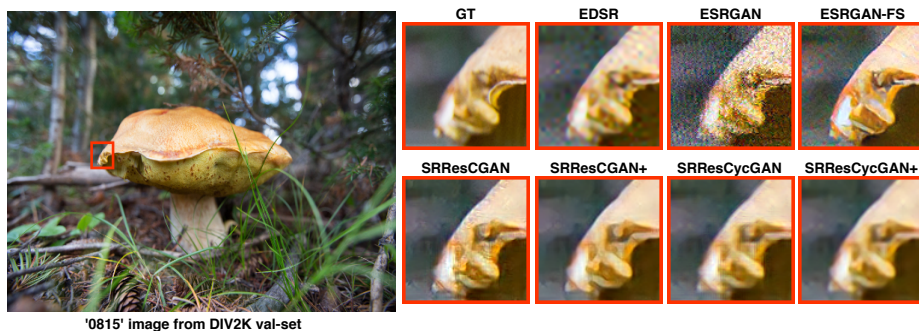 GT EDSR ESRGAN ESRGAN-FS
SRResCGAN SRResCGAN+ SRResCycGAN SRResCycGAN+
'0815' image from DIV2K val-set